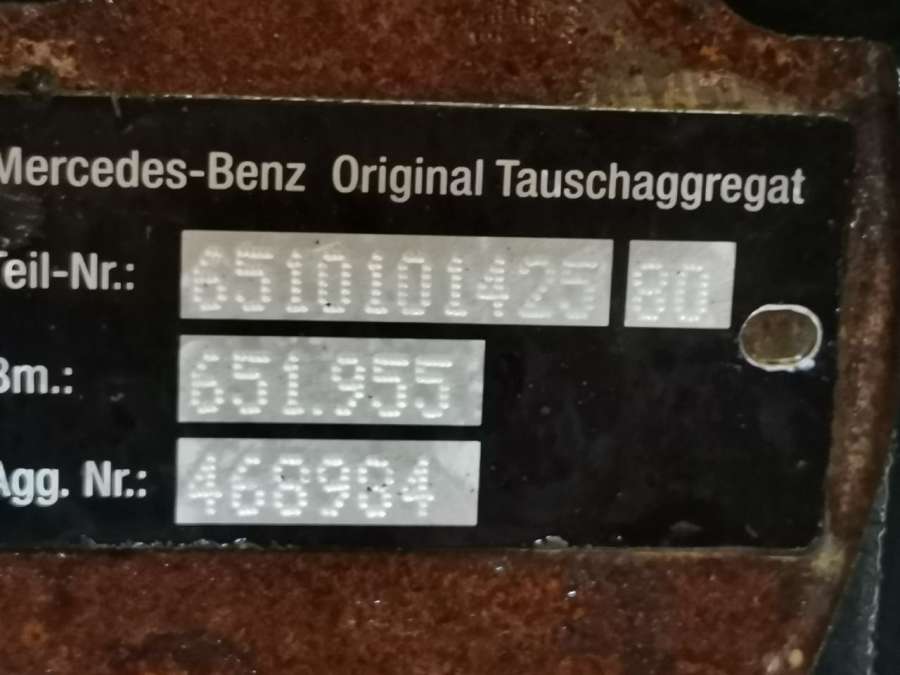 Mercedes-Benz Original Tauschaggregat
Teil-Nr.: 6510101425 80
Bm.: 651.955
Agg. Nr.: 468984